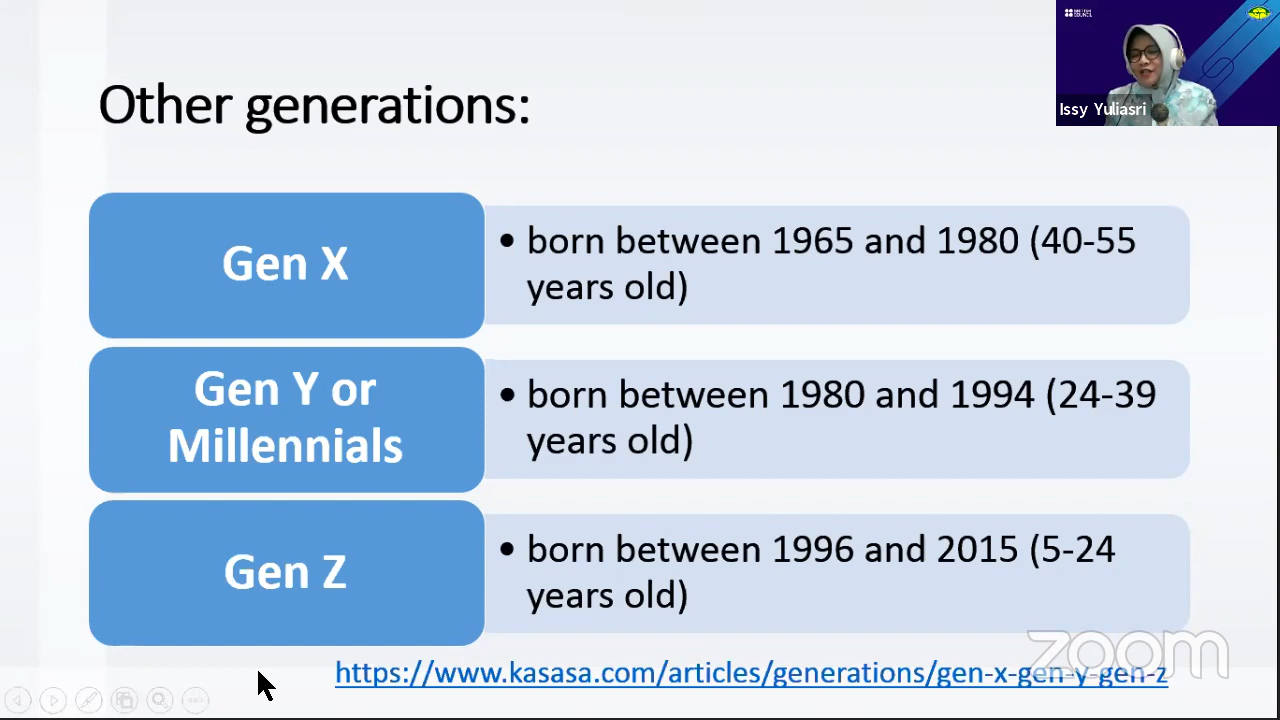 BRITISH
COUNCIL
Issy Yuliasri
Other generations:
Gen X
• born between 1965 and 1980 (40-55
years old)
Gen Y or
Millennials
• born between 1980 and 1994 (24-39
years old)
Gen Z
• born between 1996 and 2015 (5-24
years old)
zoom
https://www.kasasa.com/articles/generations/gen-x-gen-y-gen-z